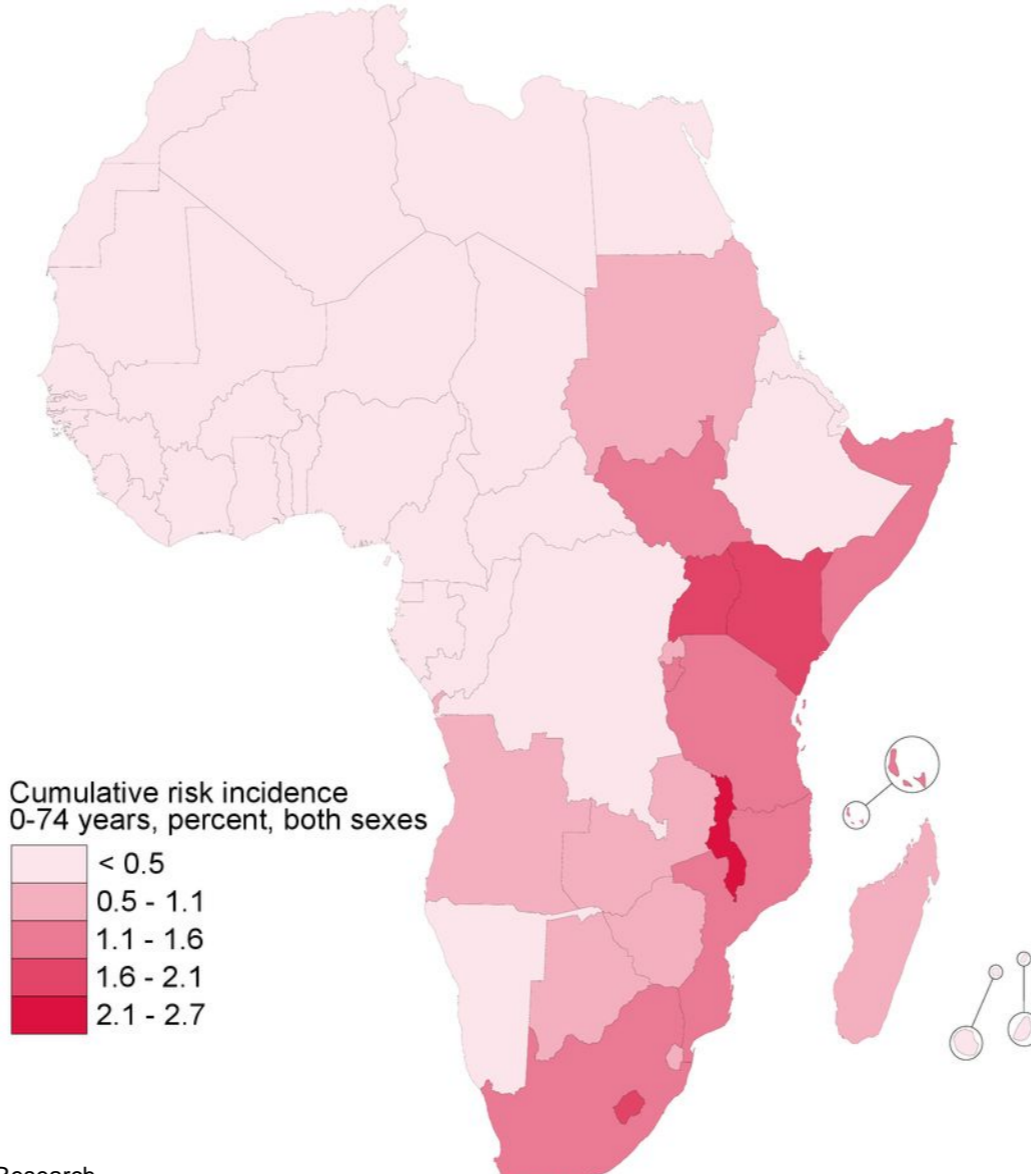 Cumulative risk incidence
0-74 years, percent, both sexes
< 0.5
0.5 - 1.1
1.1 - 1.6
1.6 - 2.1
2.1 - 2.7
Research